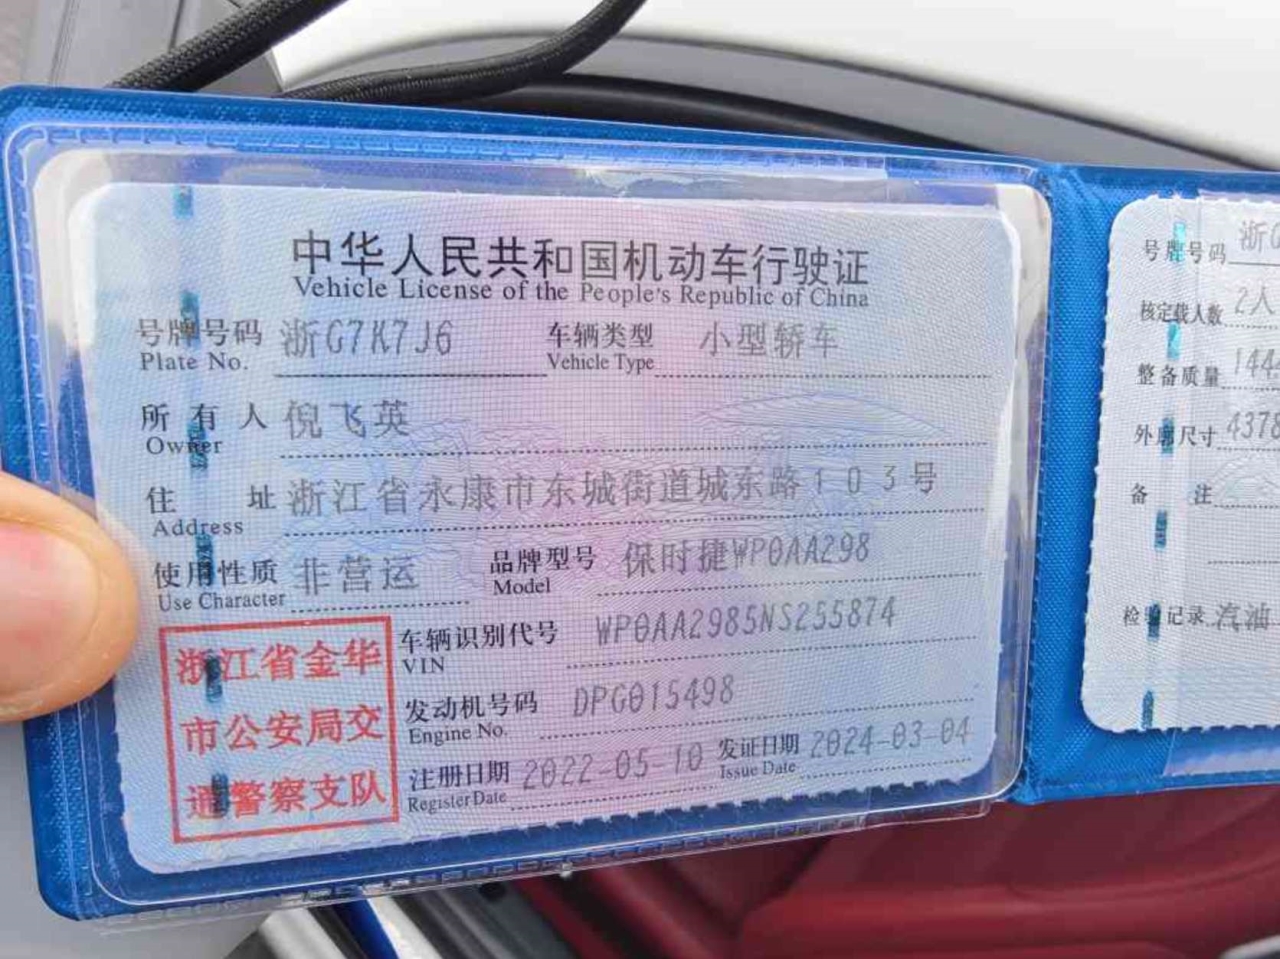 中华人民共和国机动车行驶证
Vehicle License of the People's Republic of China
号牌号码 浙G7K7J6 车辆类型 小型轿车
Plate No. Vehicle Type
所有人 倪飞英
Owner
住址 浙江省永康市东城街道城东路103号
Address
使用性质 非营运 品牌型号 保时捷WP0AA298
Use Character Model
车辆识别代号 WP0AA2985NS255874
VIN
发动机号码 DPG015498
Engine No.
注册日期 2022-05-10 发证日期 2024-03-04
Register Date Issue Date
浙江省金华
市公安局交
通警察支队
号牌号码 浙G
核定载人数 2人
整备质量 144
外廓尺寸 4378
备注
检验记录 汽油